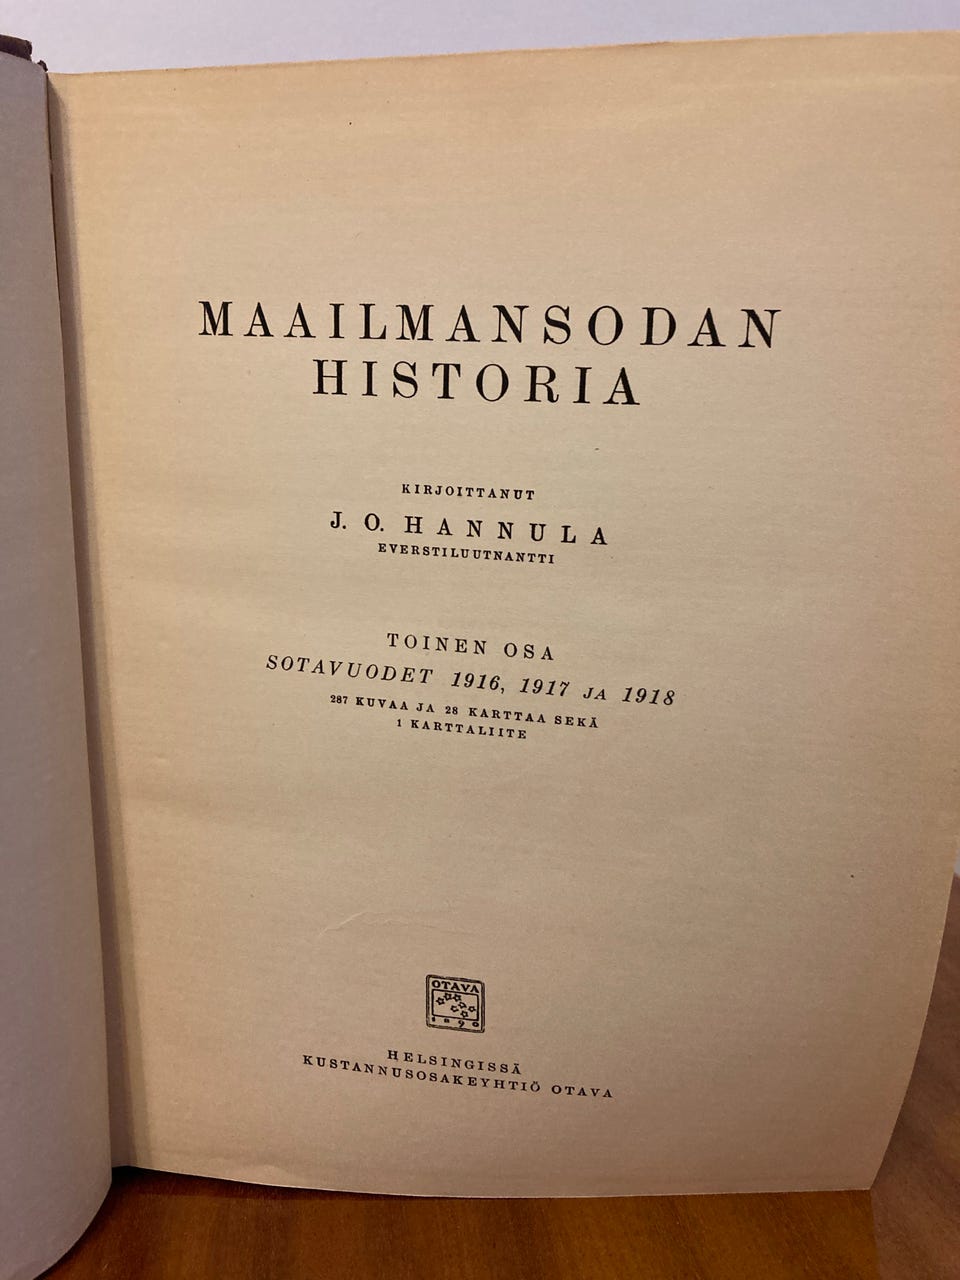 MAAILMANSODAN
HISTORIA
KIRJOITTANUT
J. O. HANNULA
EVERSTILUUTNANTTI
TOINEN OSA
SOTAVUODET 1916, 1917 JA 1918
287 KUVAA JA 28 KARTTAA SEKÄ
1 KARTTALIITE
OTAVA
1890
HELSINGISSÄ
KUSTANNUSOSAKEYHTIÖ OTAVA